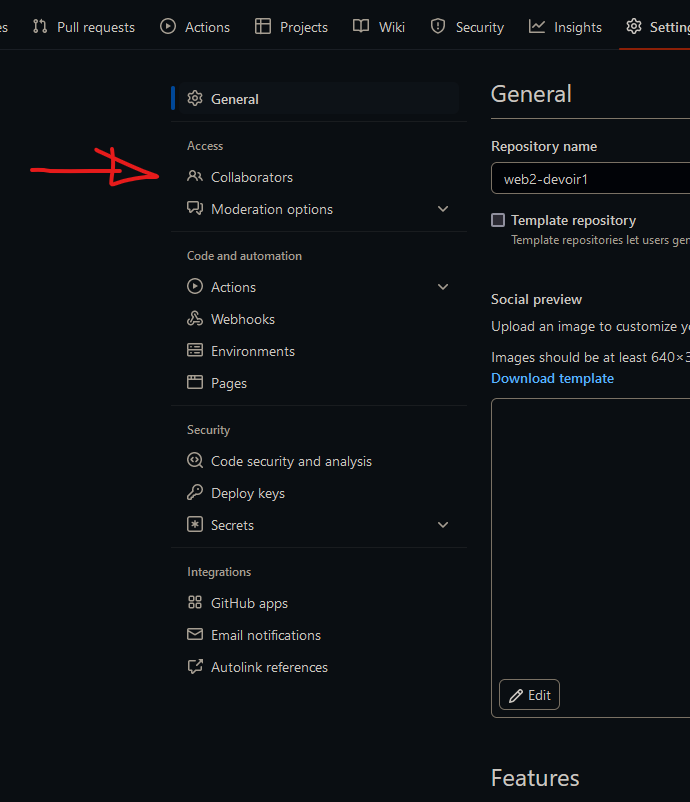 es Pull requests Actions Projects Wiki Security Insights Setting
General
Access
Collaborators
Moderation options
Code and automation
Actions
Webhooks
Environments
Pages
Security
Code security and analysis
Deploy keys
Secrets
Integrations
GitHub apps
Email notifications
Autolink references
General
Repository name
web2-devoir1
Template repository
Template repositories let users gen
Social preview
Upload an image to customize yo
Images should be at least 640×3
Download template
Edit
Features